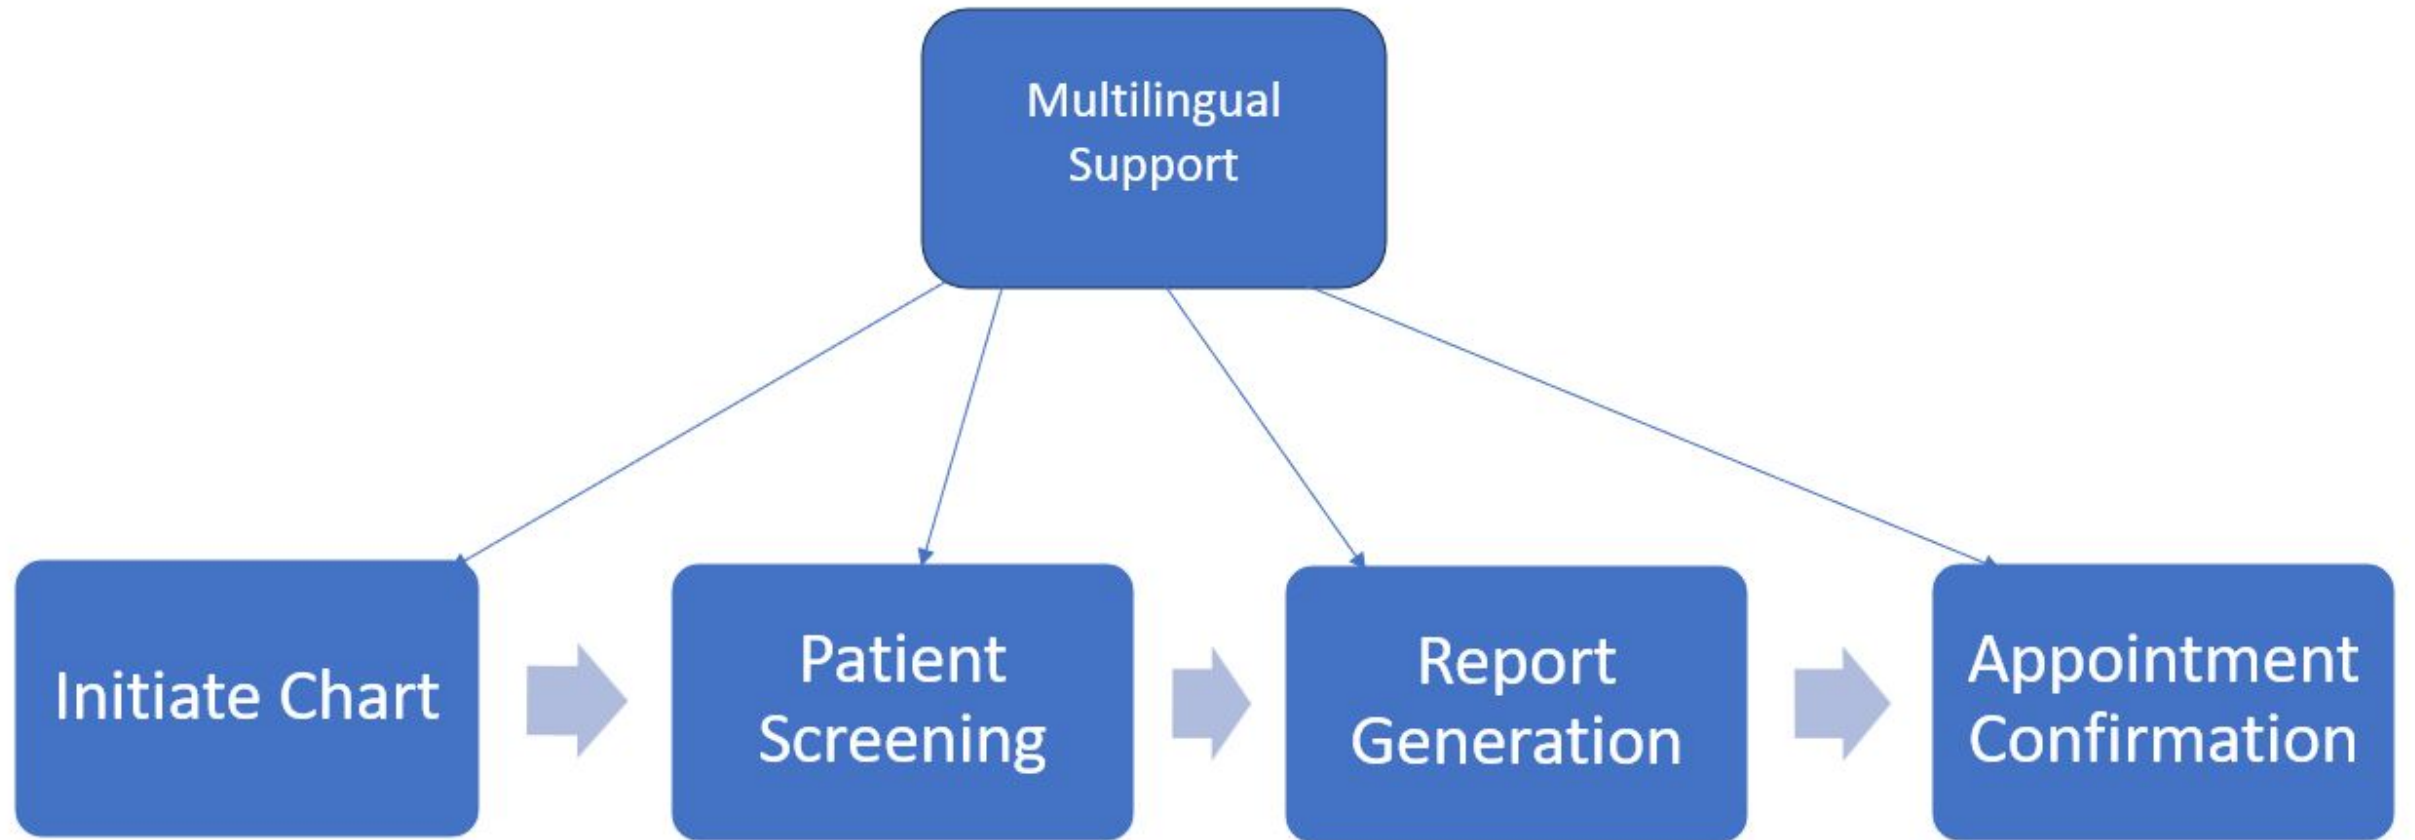 Multilingual
Support
Initiate Chart
Patient
Screening
Report
Generation
Appointment
Confirmation